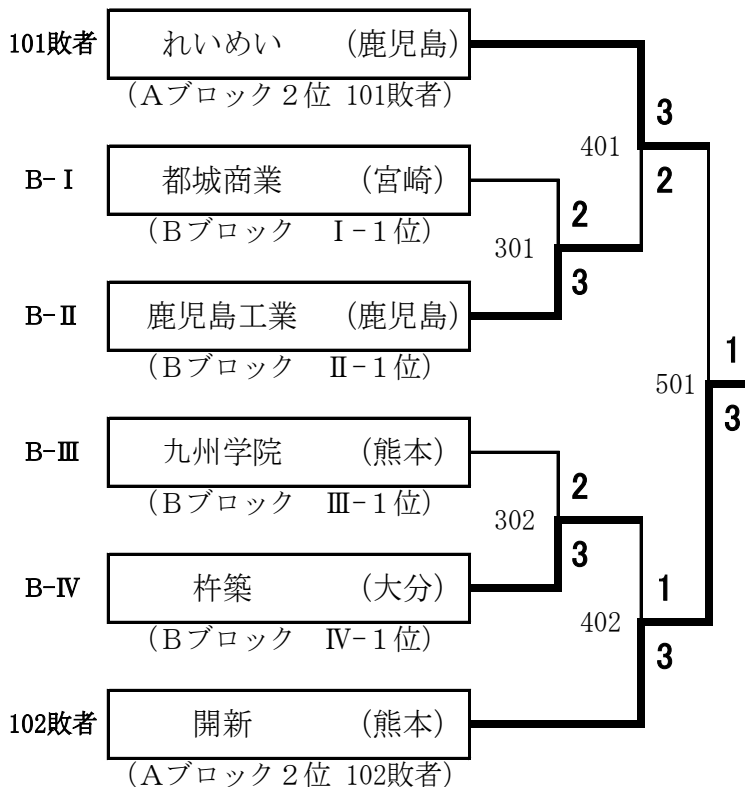 101敗者 れいめい (鹿児島)
(Aブロック2位 101敗者)
3
401
B-Ⅰ 都城商業 (宮崎)
2
(Bブロック Ⅰ-1位)
2
301
3
B-Ⅱ 鹿児島工業 (鹿児島)
(Bブロック Ⅱ-1位)
1
501
3
B-Ⅲ 九州学院 (熊本)
(Bブロック Ⅲ-1位)
2
302
3
B-Ⅳ 杵築 (大分)
1
402
(Bブロック Ⅳ-1位)
3
102敗者 開新 (熊本)
(Aブロック2位 102敗者)